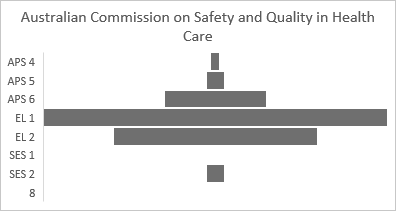 Australian Commission on Safety and Quality in Health
Care
APS 4
APS 5
APS 6
EL 1
EL 2
SES 1
SES 2
8